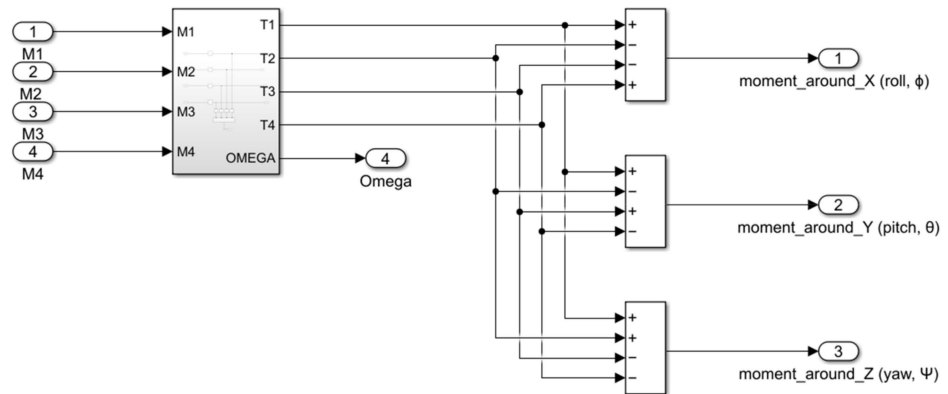 1
M1
2
M2
3
M3
4
M4
M1
M2
M3
M4
T1
T2
T3
T4
OMEGA
4
Omega
+
−
−
+
1
moment_around_X (roll, ϕ)
+
−
+
−
2
moment_around_Y (pitch, θ)
+
+
−
−
3
moment_around_Z (yaw, Ψ)